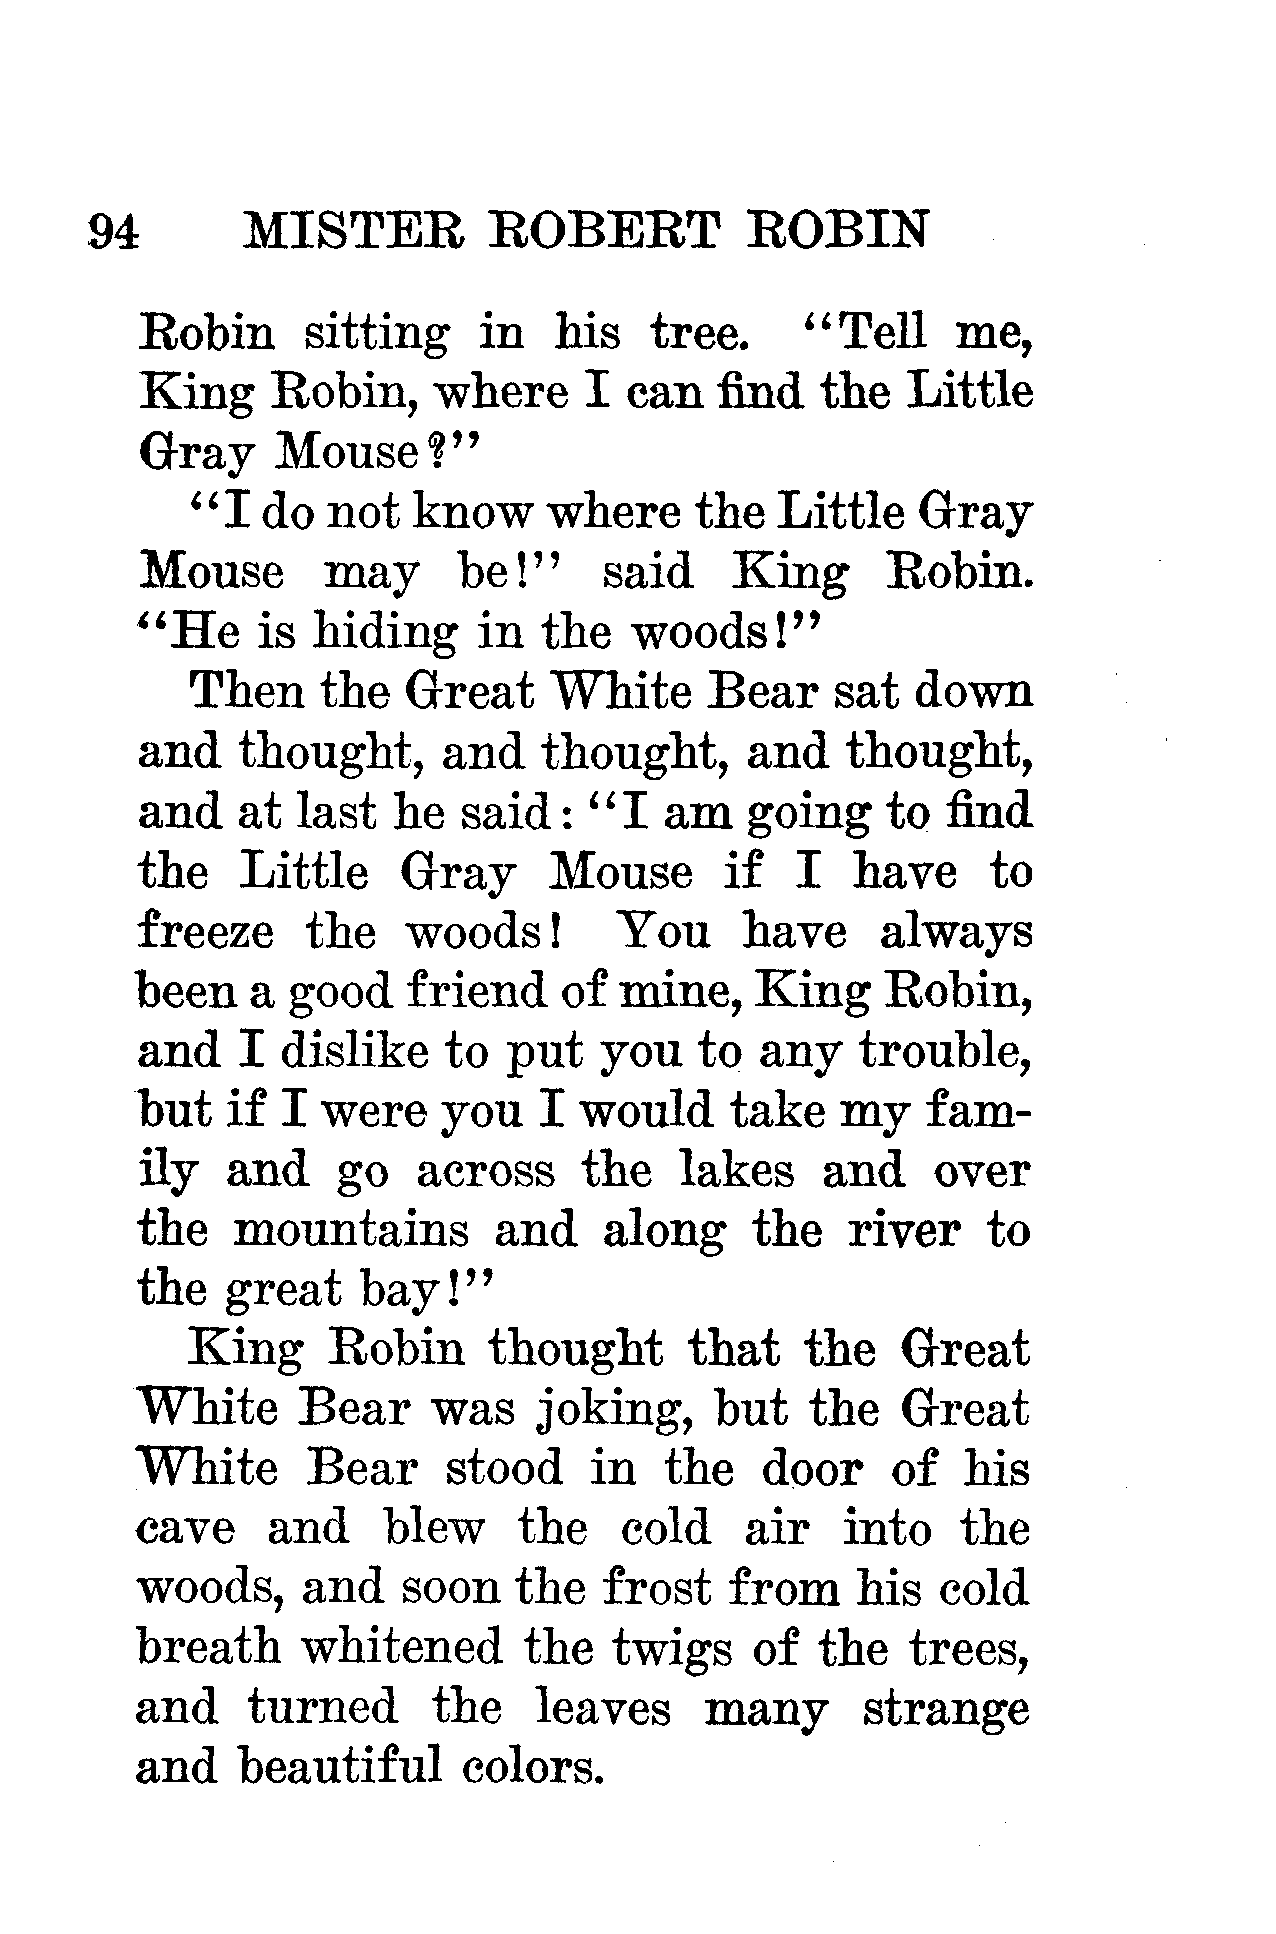 94 MISTER ROBERT ROBIN
Robin sitting in his tree. "Tell me,
King Robin, where I can find the Little
Gray Mouse?"
"I do not know where the Little Gray
Mouse may be!" said King Robin.
"He is hiding in the woods!"
Then the Great White Bear sat down
and thought, and thought, and thought,
and at last he said: "I am going to find
the Little Gray Mouse if I have to
freeze the woods! You have always
been a good friend of mine, King Robin,
and I dislike to put you to any trouble,
but if I were you I would take my fam-
ily and go across the lakes and over
the mountains and along the river to
the great bay!"
King Robin thought that the Great
White Bear was joking, but the Great
White Bear stood in the door of his
cave and blew the cold air into the
woods, and soon the frost from his cold
breath whitened the twigs of the trees,
and turned the leaves many strange
and beautiful colors.